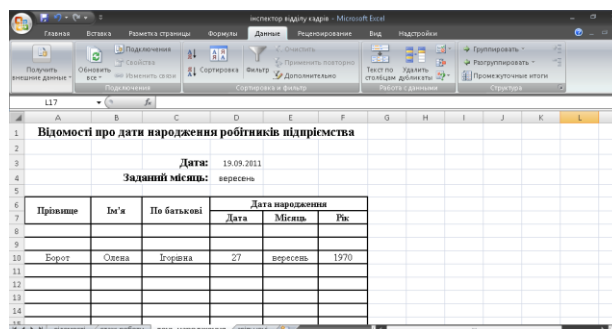 інспектор відділу кадрів - Microsoft Excel
Главная Вставка Разметка страницы Формулы Данные Рецензирование Вид Надстройки
Получить внешние данные
Обновить все
Подключения
Свойства
Изменить связи
Подключения
Сортировка
Фильтр
Очистить
Применить повторно
Дополнительно
Сортировка и фильтр
Текст по столбцам
Удалить дубликаты
Работа с данными
Группировать
Разгруппировать
Промежуточные итоги
Структура
L17 fx
A B C D E F G H I J K L
1 Відомості про дати народження робітників підприємства
2
3 Дата: 19.09.2011
4 Заданий місяць: вересень
5
6 Прізвище Ім'я По батькові Дата народження
7 Дата Місяць Рік
8
9
10 Борот Олена Ігорівна 27 вересень 1970
11
12
13
14